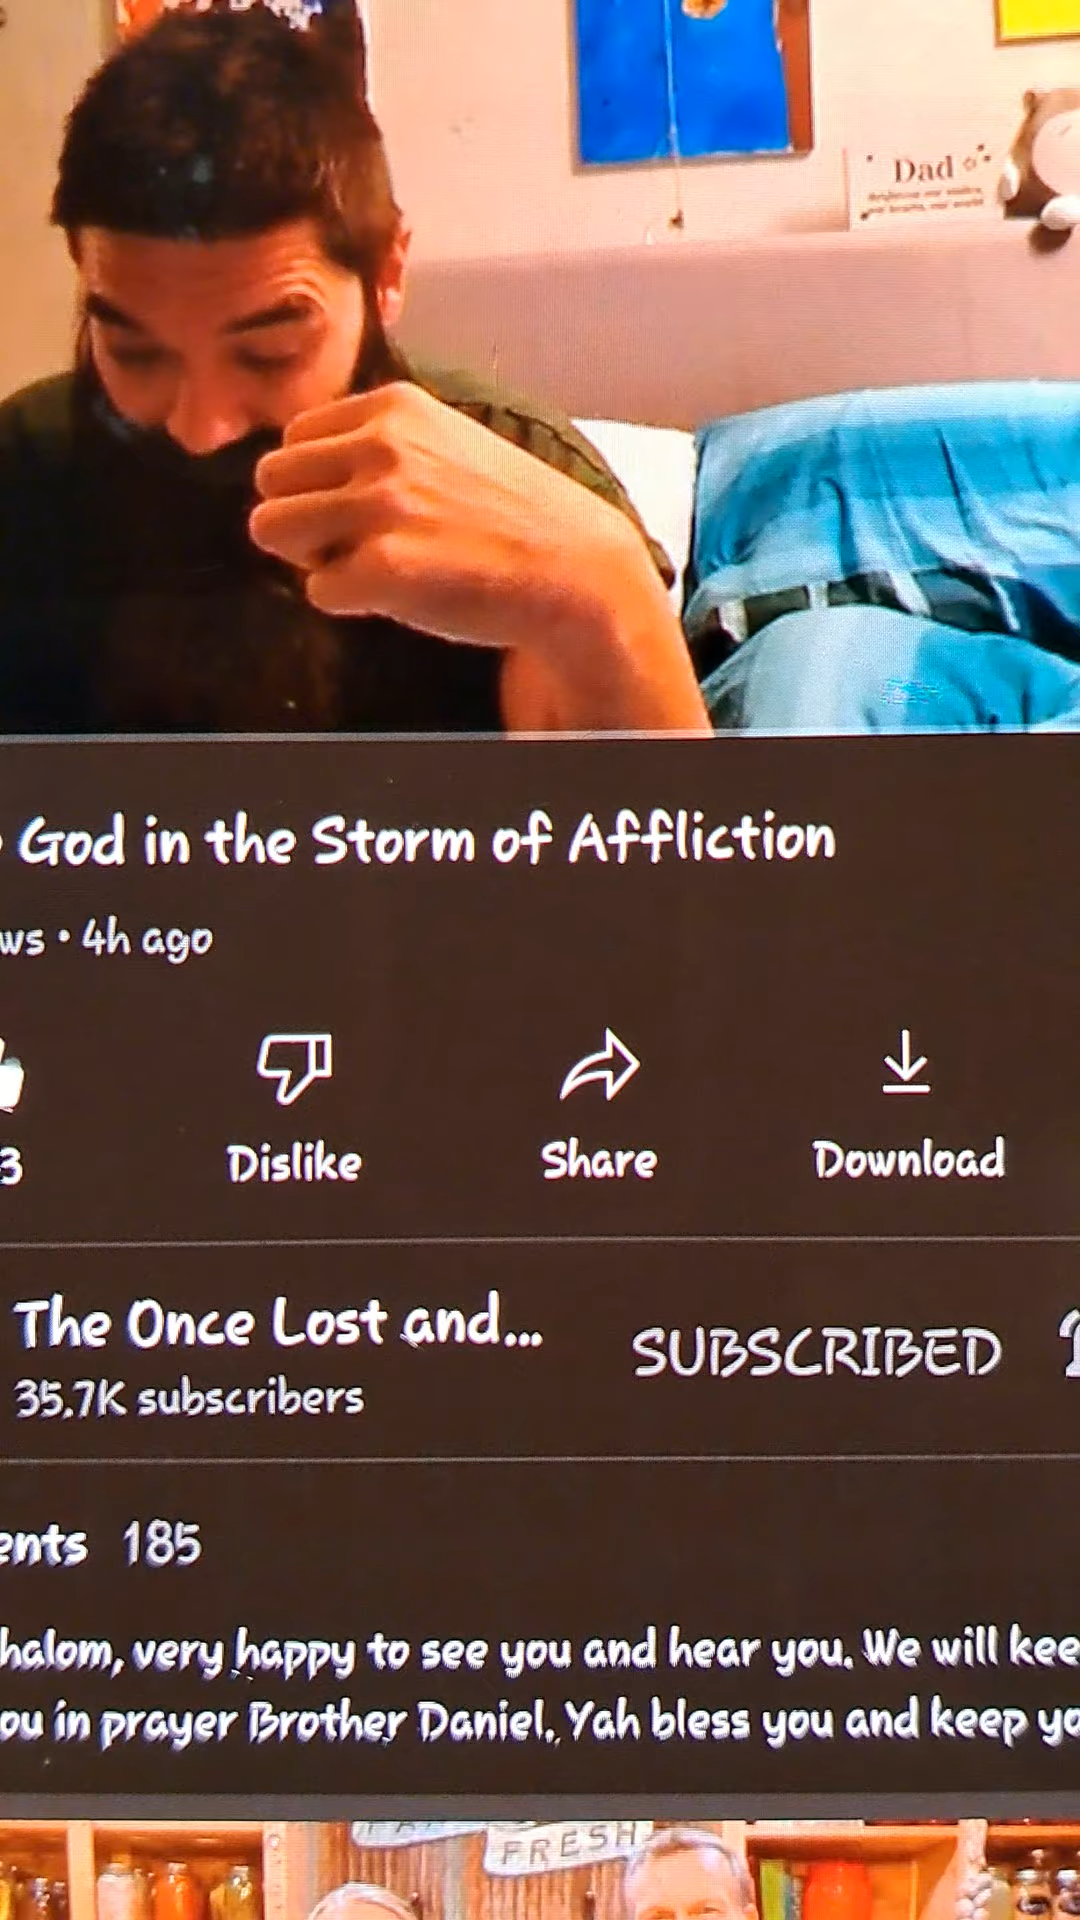 Dad
God in the Storm of Affliction
ws • 4h ago
3
Dislike
Share
Download
The Once Lost and...
SUBSCRIBED
35.7K subscribers
ents 185
halom, very happy to see you and hear you. We will kee
ou in prayer Brother Daniel. Yah bless you and keep yo
FRESH